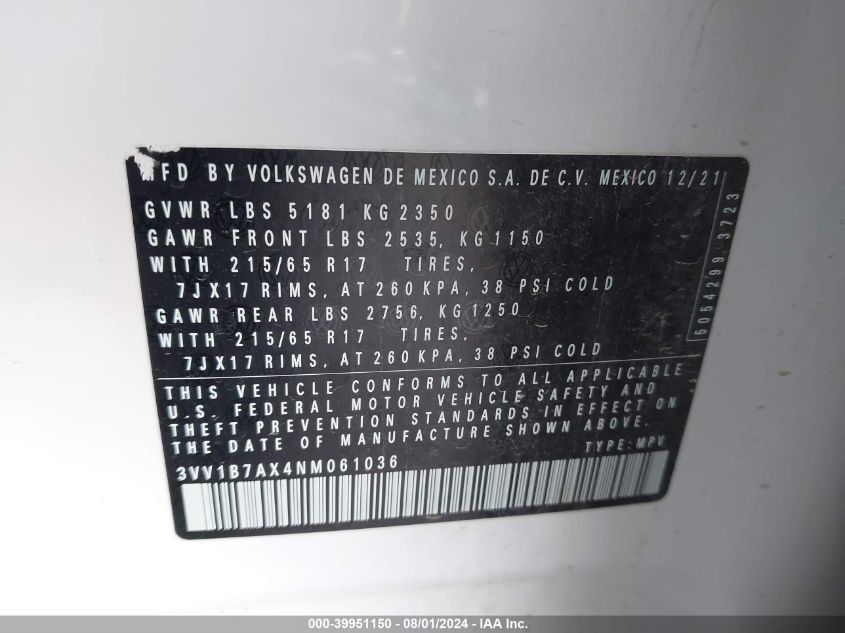 MFD BY VOLKSWAGEN DE MEXICO S.A. DE C.V. MEXICO 12/21
GVWR LBS 5181 KG 2350
GAWR FRONT LBS 2535, KG 1150
WITH 215/65 R17 TIRES,
7JX17 RIMS, AT 260 KPA, 38 PSI COLD
GAWR REAR LBS 2756, KG 1250
WITH 215/65 R17 TIRES,
7JX17 RIMS, AT 260 KPA, 38 PSI COLD
5054299 3723
THIS VEHICLE CONFORMS TO ALL APPLICABLE
U.S. FEDERAL MOTOR VEHICLE SAFETY AND
THEFT PREVENTION STANDARDS IN EFFECT ON
THE DATE OF MANUFACTURE SHOWN ABOVE.
TYPE: MPV
3VV1B7AX4NM061036
000-39951150 - 08/01/2024 - IAA Inc.